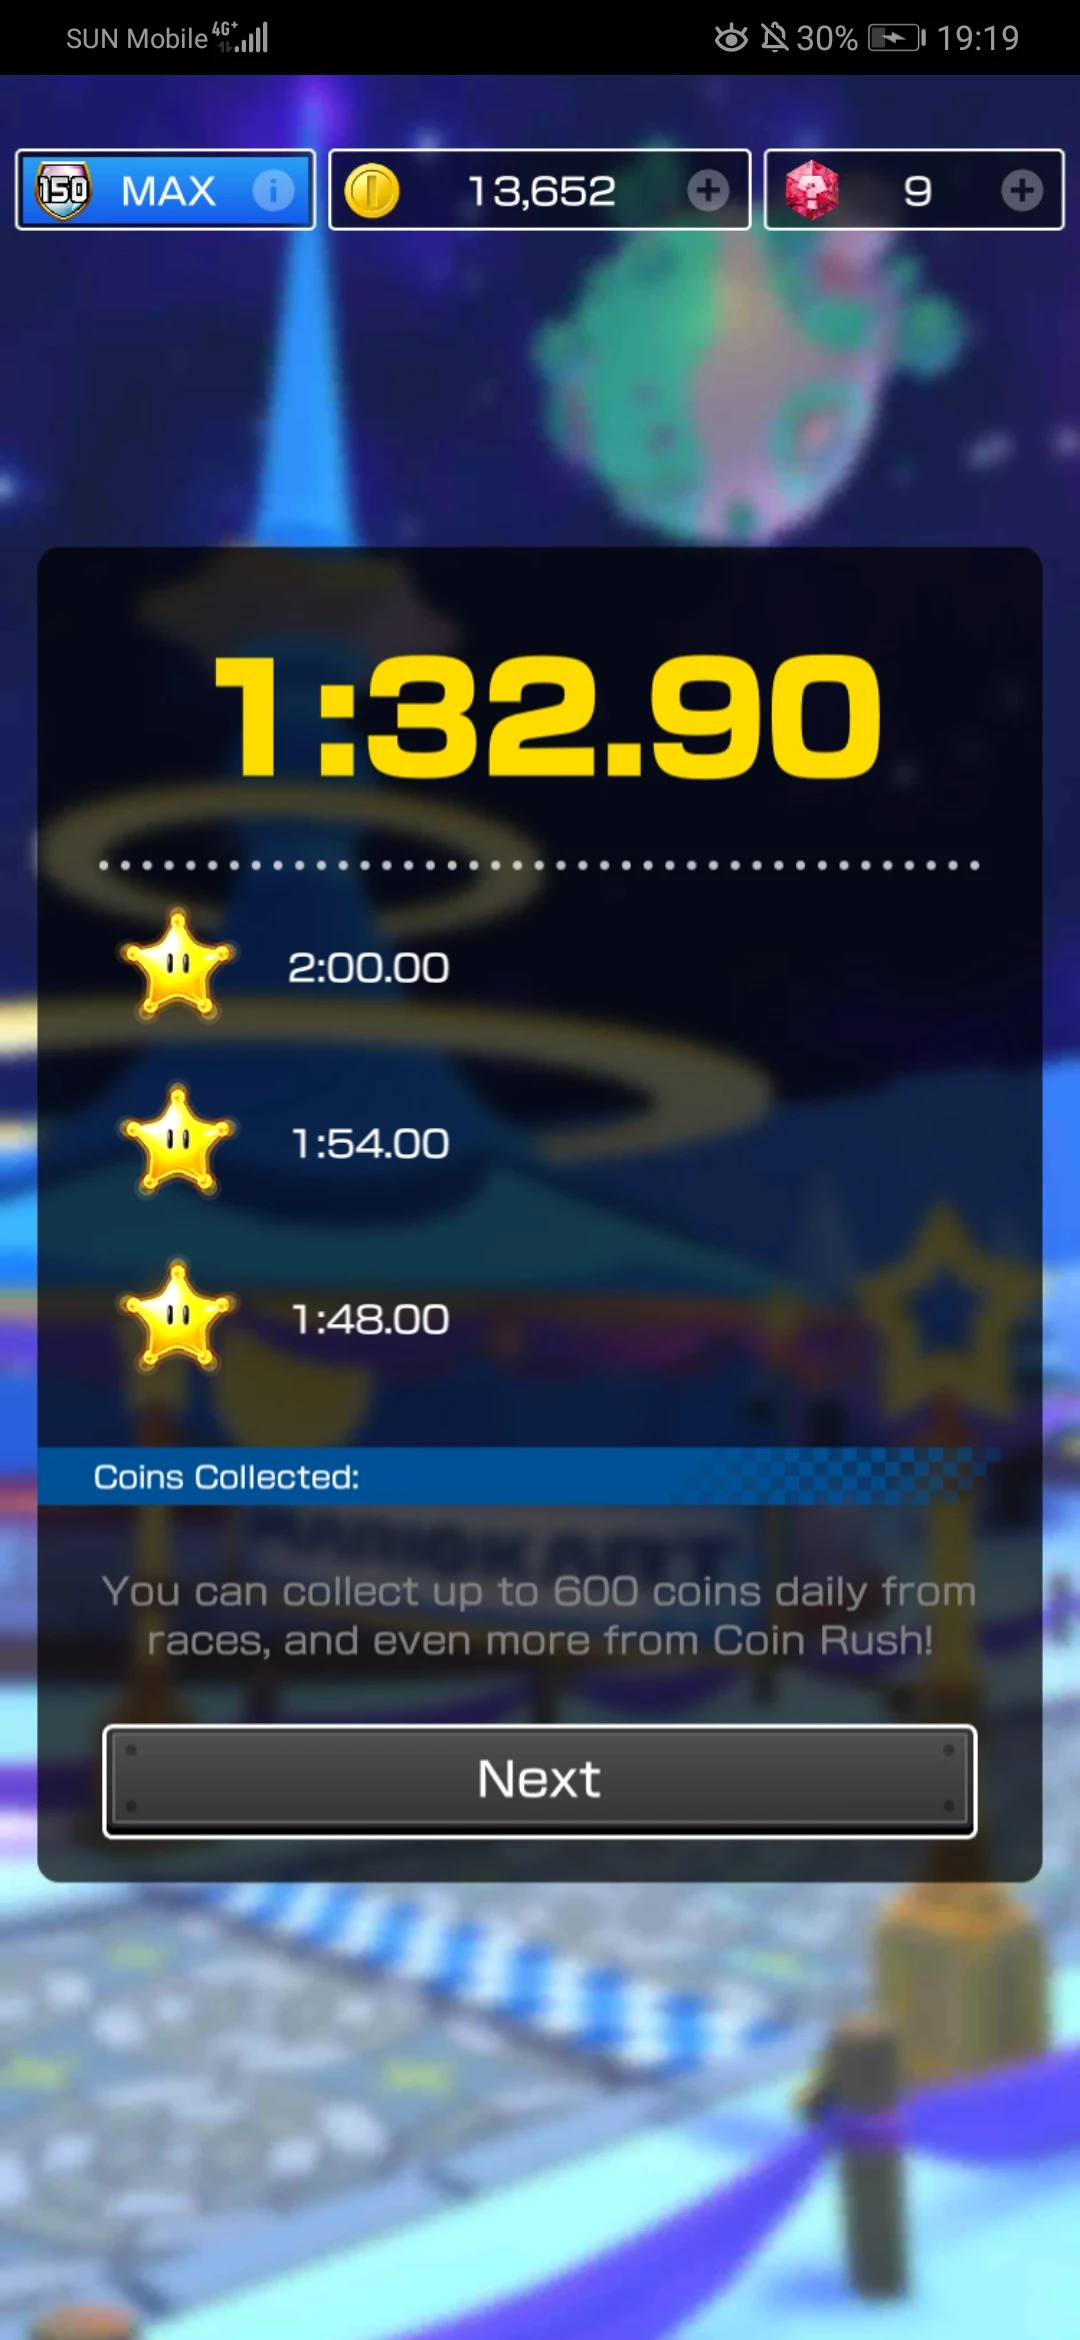 SUN Mobile 4G+ 30% 19:19
150 MAX i 13,652 + 9 +
1:32.90
2:00.00
1:54.00
1:48.00
Coins Collected:
MARIOKART
You can collect up to 600 coins daily from
races, and even more from Coin Rush!
Next